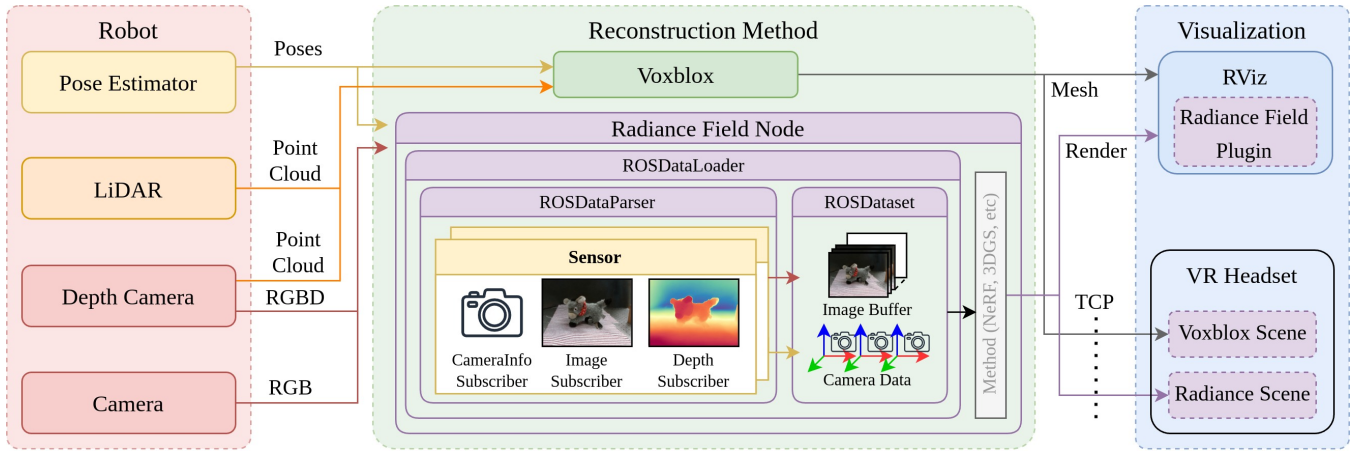 Robot
Pose Estimator
LiDAR
Depth Camera
Camera
Poses
Point
Cloud
Point
Cloud
RGBD
RGB
Reconstruction Method
Voxblox
Radiance Field Node
ROSDataLoader
ROSDataParser
Sensor
CameraInfo
Subscriber
Image
Subscriber
Depth
Subscriber
ROSDataset
Image Buffer
Camera Data
Method (NeRF, 3DGS, etc)
Mesh
Render
TCP
Visualization
RViz
Radiance Field
Plugin
VR Headset
Voxblox Scene
Radiance Scene